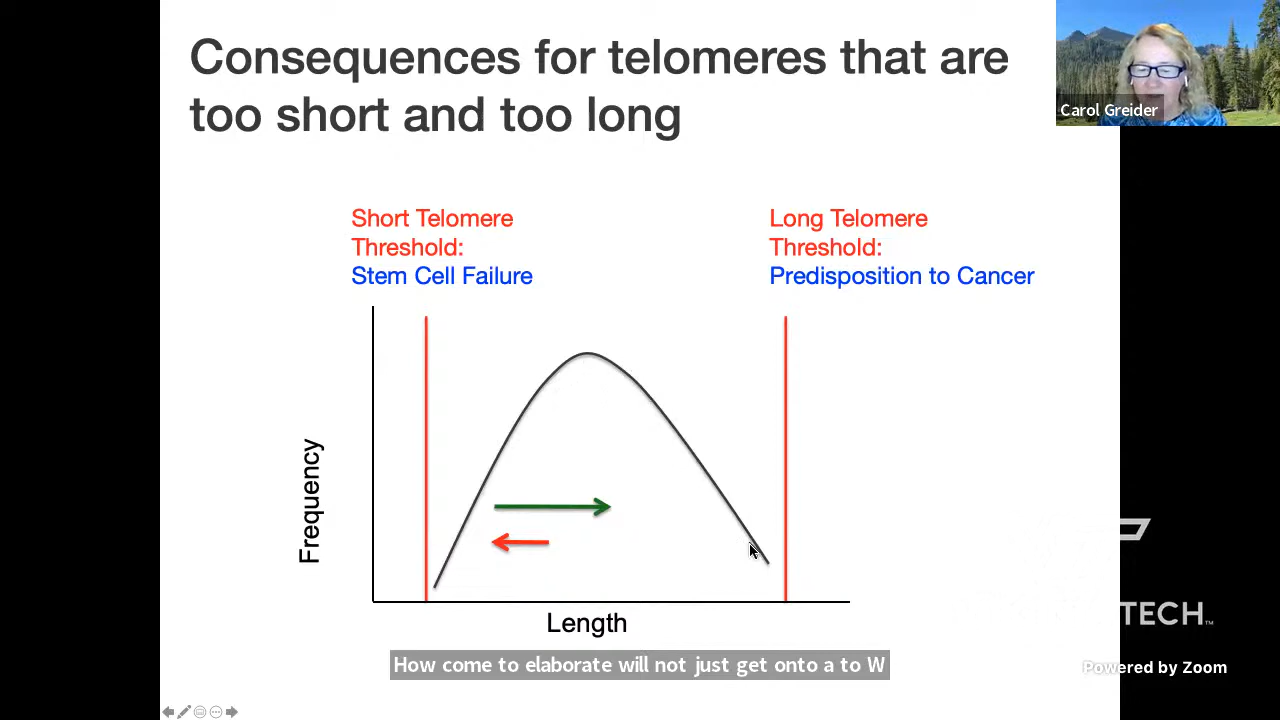 Consequences for telomeres that are
too short and too long
Carol Greider
Short Telomere
Threshold:
Stem Cell Failure
Long Telomere
Threshold:
Predisposition to Cancer
Frequency
Length
How come to elaborate will not just get onto a to W
TECH™
Powered by Zoom